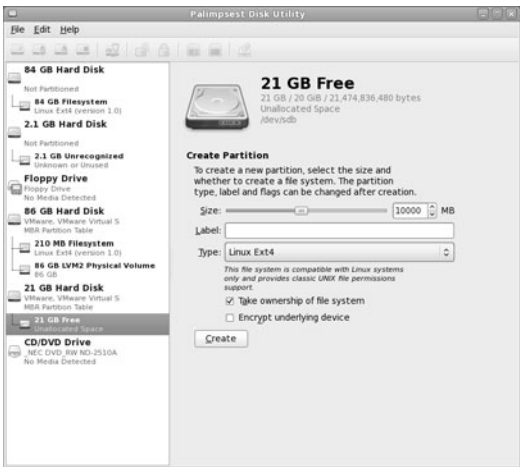 Palimpsest Disk Utility
File Edit Help
84 GB Hard Disk
Not Partitioned
84 GB Filesystem
Linux Ext4 (version 1.0)
2.1 GB Hard Disk
Not Partitioned
2.1 GB Unrecognized
Unknown or Unused
Floppy Drive
Floppy Drive
No Media Detected
86 GB Hard Disk
VMware, VMware Virtual S
MBR Partition Table
210 MB Filesystem
Linux Ext4 (version 1.0)
86 GB LVM2 Physical Volume
86 GB
21 GB Hard Disk
VMware, VMware Virtual S
MBR Partition Table
21 GB Free
Unallocated Space
CD/DVD Drive
_NEC DVD_RW ND-2510A
No Media Detected
21 GB Free
21 GB / 20 GiB / 21,474,836,480 bytes
Unallocated Space
/dev/sdb
Create Partition
To create a new partition, select the size and
whether to create a file system. The partition
type, label and flags can be changed after creation.
Size: 10000 MB
Label:
Type: Linux Ext4
This file system is compatible with Linux systems
only and provides classic UNIX file permissions
support.
Take ownership of file system
Encrypt underlying device
Create